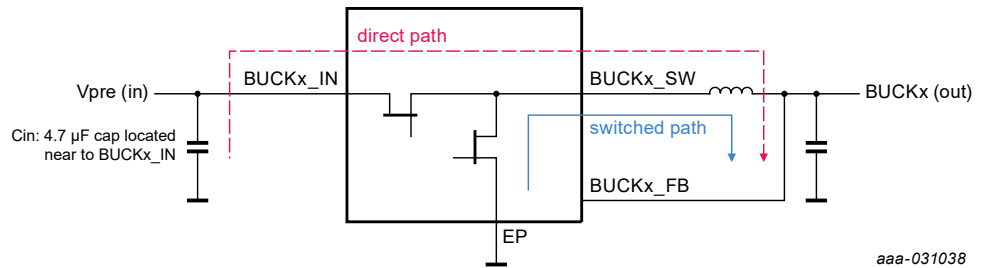 direct path
BUCKx_IN
BUCKx_SW
Vpre (in)
BUCKx (out)
Cin: 4.7 µF cap located
near to BUCKx_IN
switched path
BUCKx_FB
EP
aaa-031038